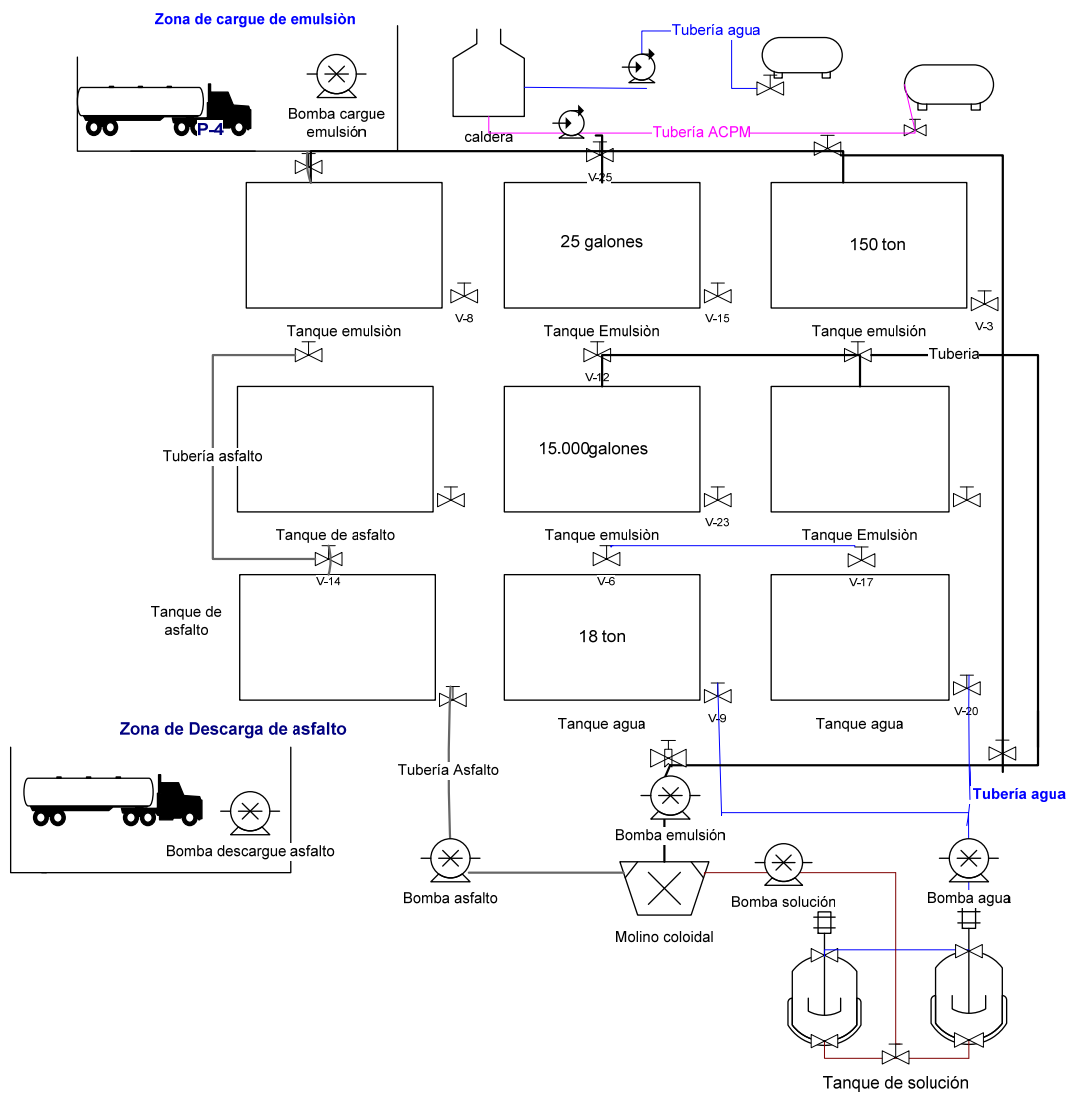 Zona de cargue de emulsiòn
Tubería agua
Bomba cargue
emulsión
P-4
caldera
Tubería ACPM
V-25
25 galones
150 ton
V-8
V-15
V-3
Tanque emulsiòn
Tanque Emulsiòn
Tanque emulsión
V-12
Tuberia
Tubería asfalto
15.000galones
V-23
Tanque de asfalto
Tanque emulsiòn
Tanque Emulsión
V-14
V-6
V-17
Tanque de
asfalto
18 ton
V-9
V-20
Tanque agua
Tanque agua
Zona de Descarga de asfalto
Tubería Asfalto
Tubería agua
Bomba emulsión
Bomba descargue asfalto
Bomba asfalto
Bomba solución
Bomba agua
Molino coloidal
Tanque de solución